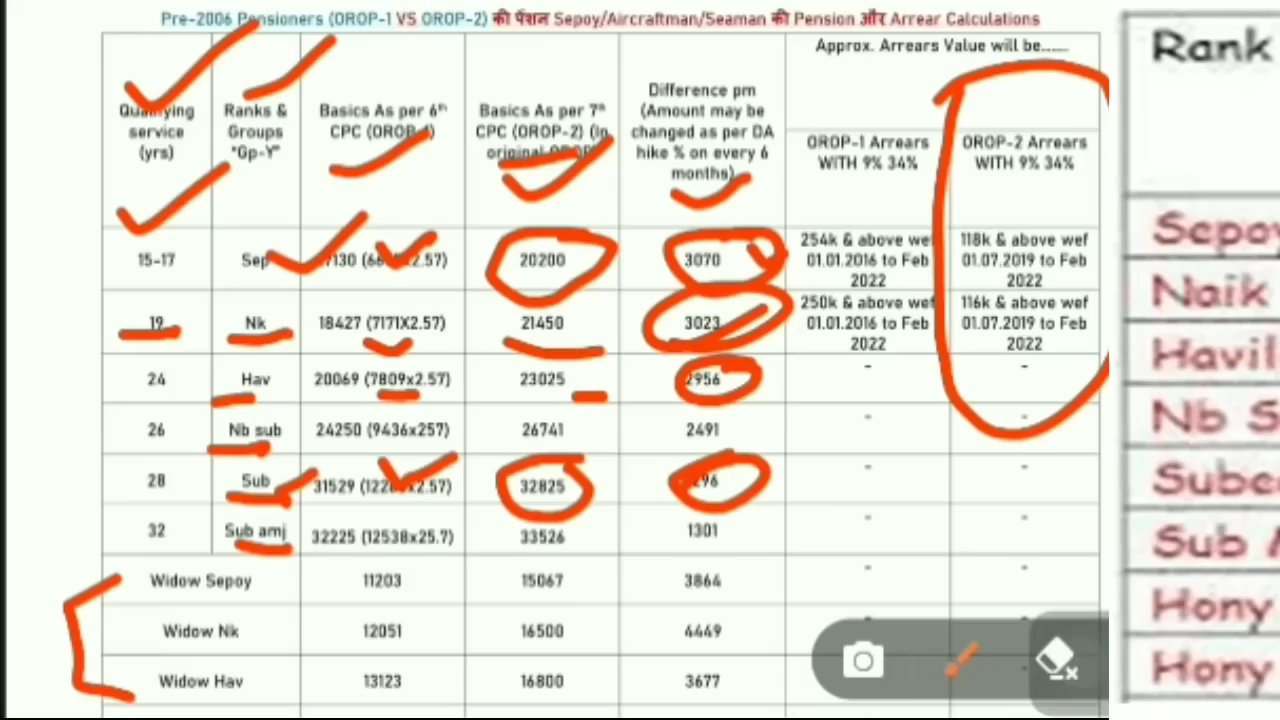 Pre-2006 Pensioners (OROP-1 VS OROP-2) की पेंशन Sepoy/Aircraftman/Seaman की Pension और Arrear Calculations
Qualifying service (yrs)
Ranks & Groups "Gp-Y"
Basics As per 6th CPC (OROP-1)
Basics As per 7th CPC (OROP-2) (in original OROP)
Difference pm (Amount may be changed as per DA hike % on every 6 months)
Approx. Arrears Value will be......
OROP-1 Arrears WITH 9% 34%
OROP-2 Arrears WITH 9% 34%
15-17 Sep 20200 3070 254k & above wef 01.01.2016 to Feb 2022 118k & above wef 01.07.2019 to Feb 2022
19 Nk 18427 (7171X2.57) 21450 3023 250k & above wef 01.01.2016 to Feb 2022 116k & above wef 01.07.2019 to Feb 2022
24 Hav 20069 (7809x2.57) 23025 2956 - -
26 Nb sub 24250 (9436x257) 26741 2491 - -
28 Sub 31529 32825 - -
32 Sub amj 32225 (12538x25.7) 33526 1301 - -
Widow Sepoy 11203 15067 3864 - -
Widow Nk 12051 16500 4449
Widow Hav 13123 16800 3677
Rank
Sepoy
Naik
Havil
Nb S
Sube
Sub
Hony
Hony